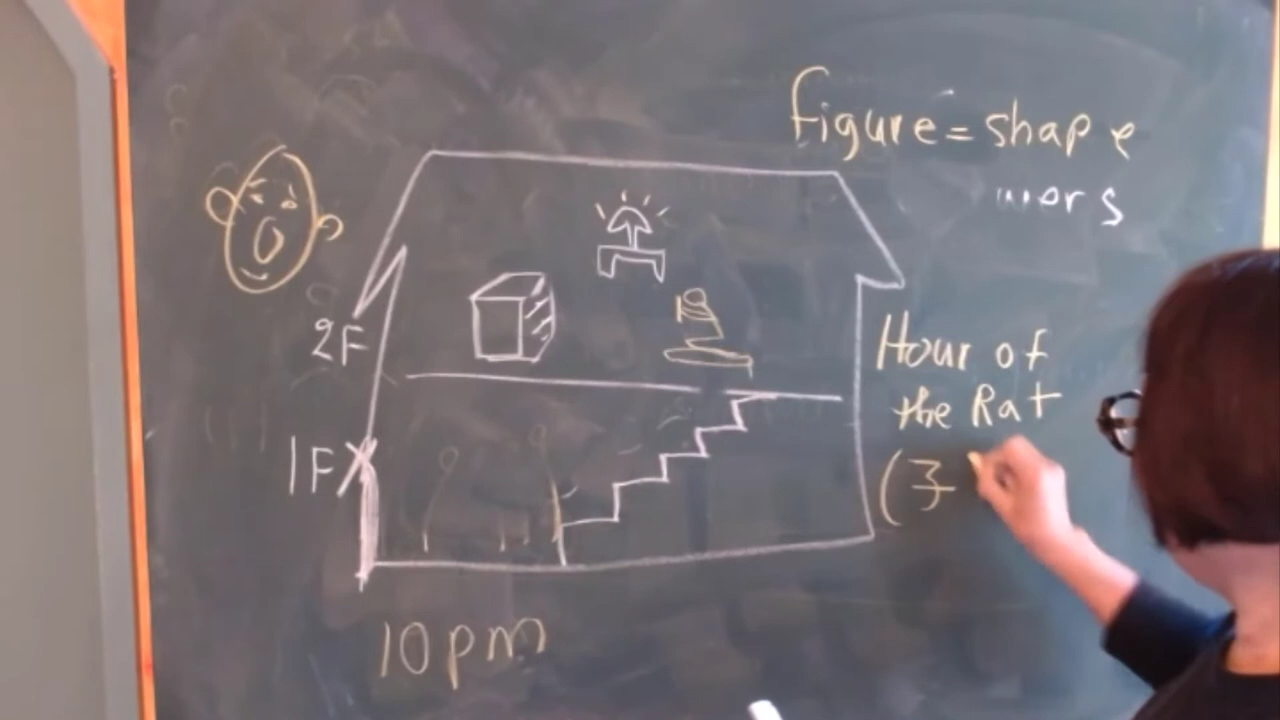 figure = shape
2F
Hour of
the Rat
1F
(子
10pm